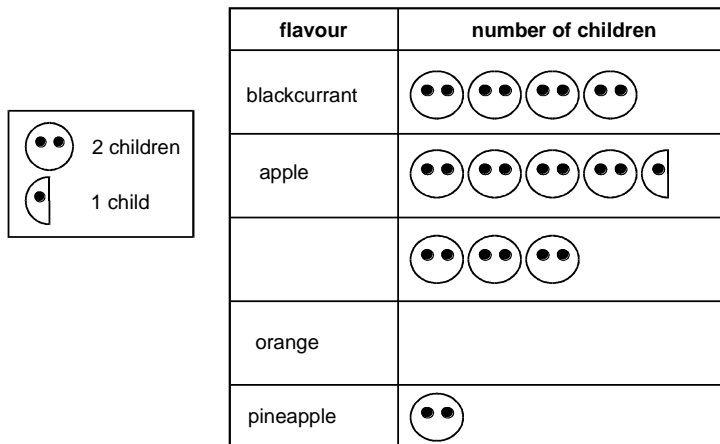 2 children
1 child
flavour number of children
blackcurrant
apple
orange
pineapple